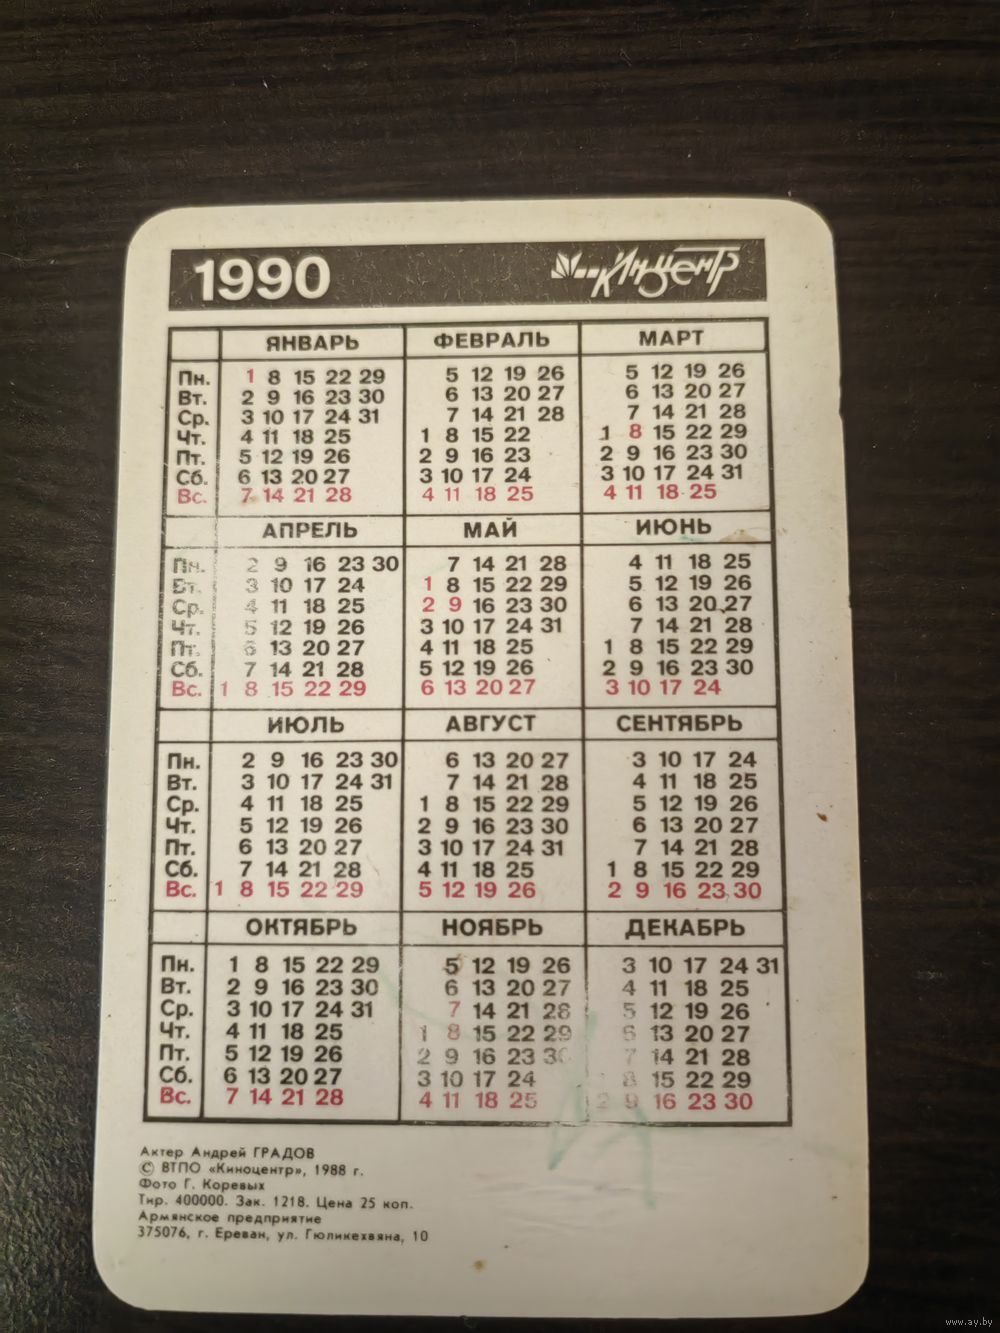 1990 Киноцентр
ЯНВАРЬ ФЕВРАЛЬ МАРТ
Пн. 1 8 15 22 29 5 12 19 26 5 12 19 26
Вт. 2 9 16 23 30 6 13 20 27 6 13 20 27
Ср. 3 10 17 24 31 7 14 21 28 7 14 21 28
Чт. 4 11 18 25 1 8 15 22 1 8 15 22 29
Пт. 5 12 19 26 2 9 16 23 2 9 16 23 30
Сб. 6 13 20 27 3 10 17 24 3 10 17 24 31
Вс. 7 14 21 28 4 11 18 25 4 11 18 25
АПРЕЛЬ МАЙ ИЮНЬ
Пн. 2 9 16 23 30 7 14 21 28 4 11 18 25
Вт. 3 10 17 24 1 8 15 22 29 5 12 19 26
Ср. 4 11 18 25 2 9 16 23 30 6 13 20 27
Чт. 5 12 19 26 3 10 17 24 31 7 14 21 28
Пт. 6 13 20 27 4 11 18 25 1 8 15 22 29
Сб. 7 14 21 28 5 12 19 26 2 9 16 23 30
Вс. 1 8 15 22 29 6 13 20 27 3 10 17 24
ИЮЛЬ АВГУСТ СЕНТЯБРЬ
Пн. 2 9 16 23 30 6 13 20 27 3 10 17 24
Вт. 3 10 17 24 31 7 14 21 28 4 11 18 25
Ср. 4 11 18 25 1 8 15 22 29 5 12 19 26
Чт. 5 12 19 26 2 9 16 23 30 6 13 20 27
Пт. 6 13 20 27 3 10 17 24 31 7 14 21 28
Сб. 7 14 21 28 4 11 18 25 1 8 15 22 29
Вс. 1 8 15 22 29 5 12 19 26 2 9 16 23 30
ОКТЯБРЬ НОЯБРЬ ДЕКАБРЬ
Пн. 1 8 15 22 29 5 12 19 26 3 10 17 24 31
Вт. 2 9 16 23 30 6 13 20 27 4 11 18 25
Ср. 3 10 17 24 31 7 14 21 28 5 12 19 26
Чт. 4 11 18 25 1 8 15 22 29 6 13 20 27
Пт. 5 12 19 26 2 9 16 23 30 7 14 21 28
Сб. 6 13 20 27 3 10 17 24 8 15 22 29
Вс. 7 14 21 28 4 11 18 25 2 9 16 23 30
Актер Андрей ГРАДОВ
© ВТПО «Киноцентр», 1988 г.
Фото Г. Коревых
Тир. 400000. Зак. 1218. Цена 25 коп.
Армянское предприятие
375076, г. Ереван, ул. Гюликехвяна, 10
www.ay.by